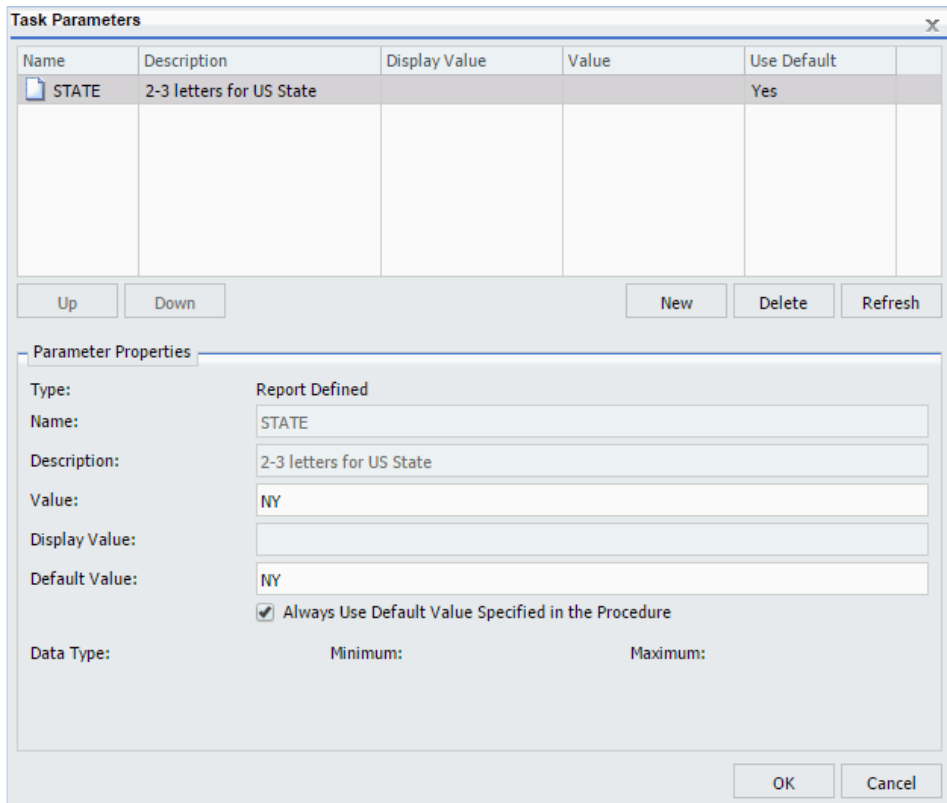 Task Parameters
Name Description Display Value Value Use Default
STATE 2-3 letters for US State Yes
Up Down New Delete Refresh
Parameter Properties
Type: Report Defined
Name: STATE
Description: 2-3 letters for US State
Value: NY
Display Value:
Default Value: NY
Always Use Default Value Specified in the Procedure
Data Type: Minimum: Maximum:
OK Cancel